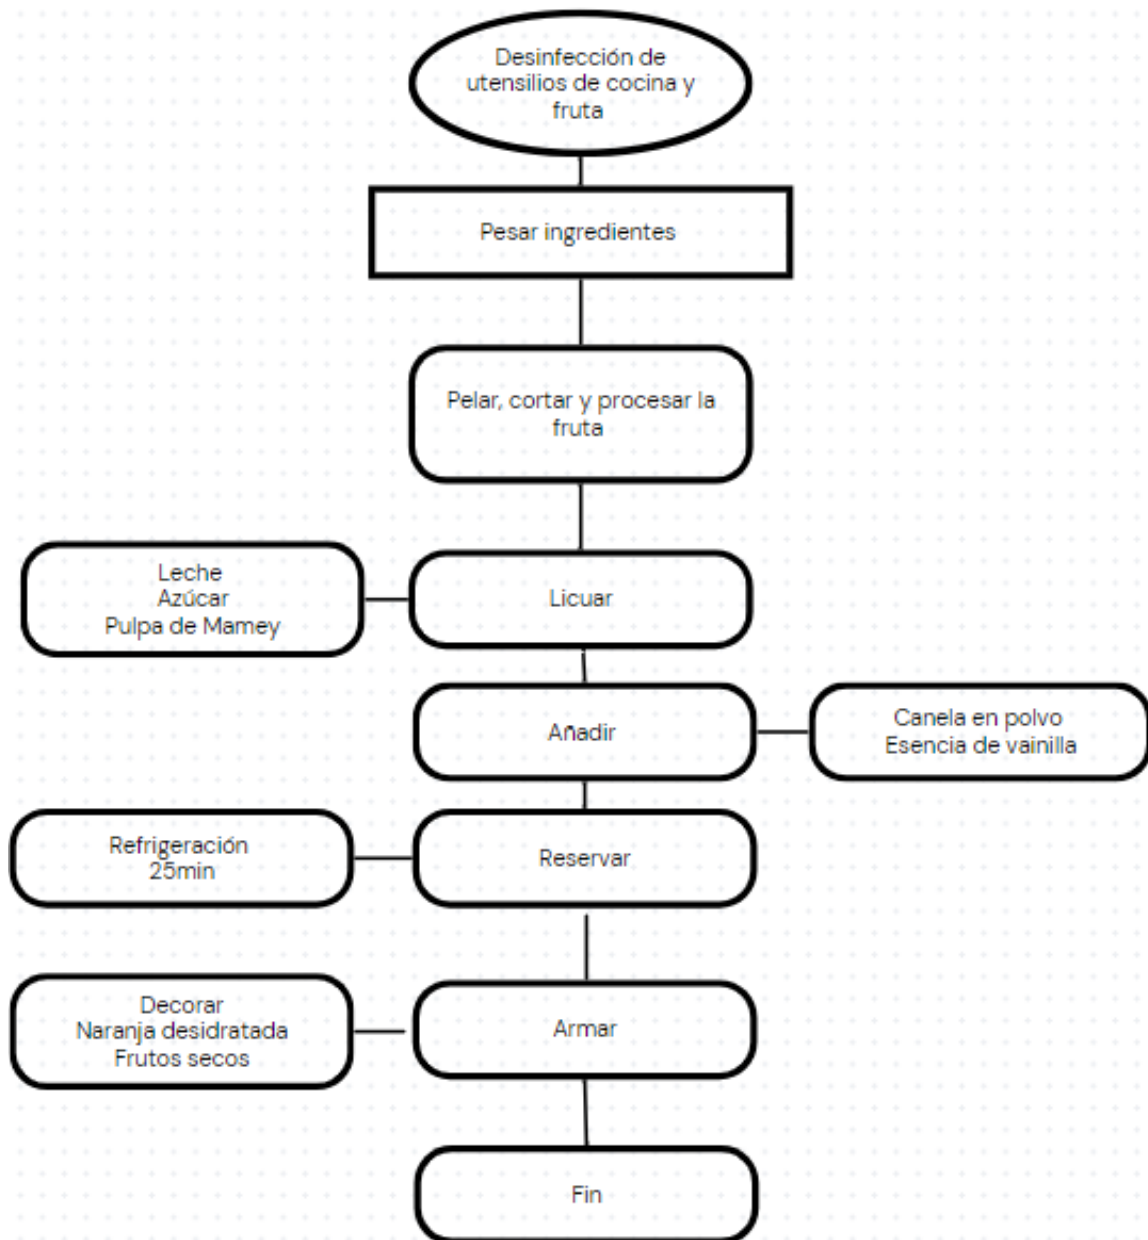 Desinfección de
utensilios de cocina y
fruta
Pesar ingredientes
Pelar, cortar y procesar la
fruta
Leche
Azúcar
Pulpa de Mamey
Licuar
Añadir
Canela en polvo
Esencia de vainilla
Refrigeración
25min
Reservar
Decorar
Naranja desidratada
Frutos secos
Armar
Fin